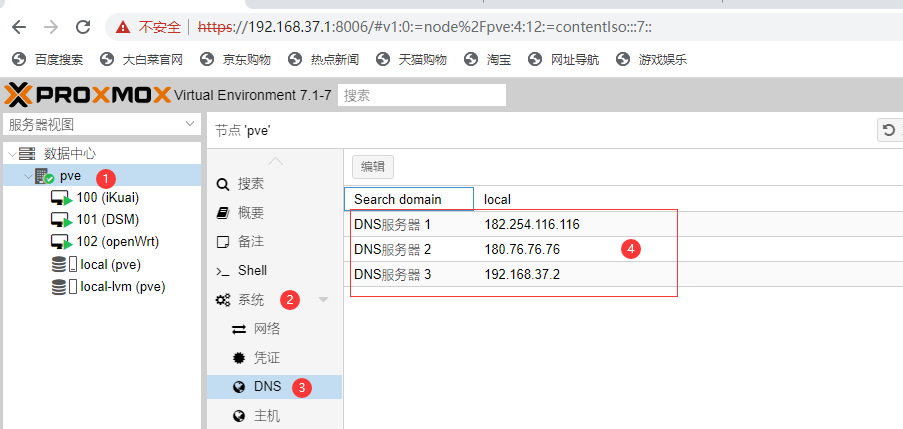 不安全 https://192.168.37.1:8006/#v1:0:=node%2Fpve:4:12:=contentIso:::7::
百度搜索 大白菜官网 京东购物 热点新闻 天猫购物 淘宝 网址导航 游戏娱乐
PROXMOX Virtual Environment 7.1-7 搜索
服务器视图
节点 'pve'
数据中心
编辑
pve 1
搜索
Search domain local
100 (iKuai)
概要
DNS服务器 1 182.254.116.116
101 (DSM)
备注
DNS服务器 2 180.76.76.76 4
102 (openWrt)
local (pve)
Shell
DNS服务器 3 192.168.37.2
local-lvm (pve)
系统 2
网络
凭证
DNS 3
主机